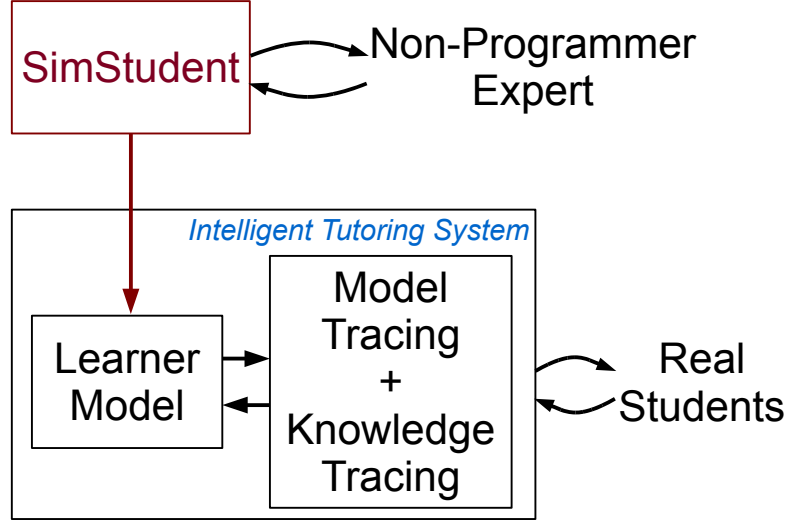 SimStudent
Non-Programmer
Expert
Intelligent Tutoring System
Learner
Model
Model
Tracing
+
Knowledge
Tracing
Real
Students